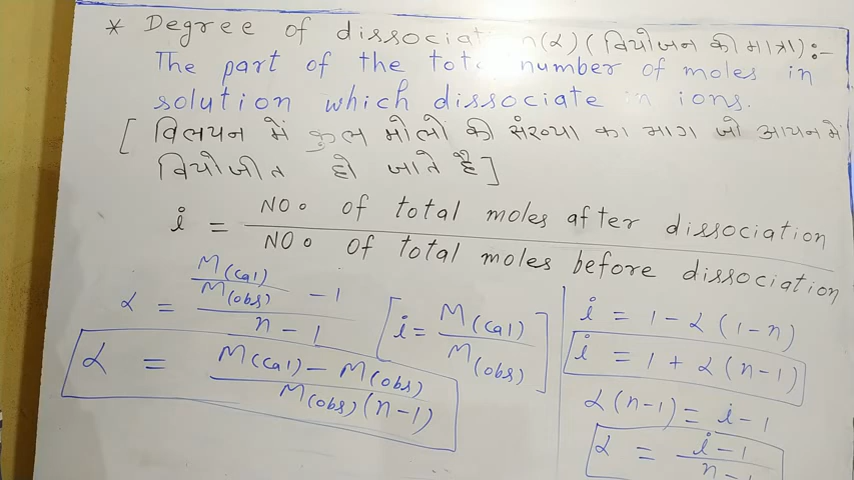 * Degree of dissociat n (α) ( वियोजन की मात्रा) :-
The part of the tot number of moles in
solution which dissociate in ions.
[ विलयन में कुल मोलों की संख्या का भाग जो आयन में
वियोजीत हो जाते है ]
i = NO. of total moles after dissociation / NO. of total moles before dissociation
α = (M(cal) / M(obs) - 1) / (n - 1)
[ i = M(cal) / M(obs) ]
α = (M(cal) - M(obs)) / (M(obs) (n-1))
i = 1 - α (1-n)
i = 1 + α (n-1)
α (n-1) = i - 1
α = (i-1) / (n-1)